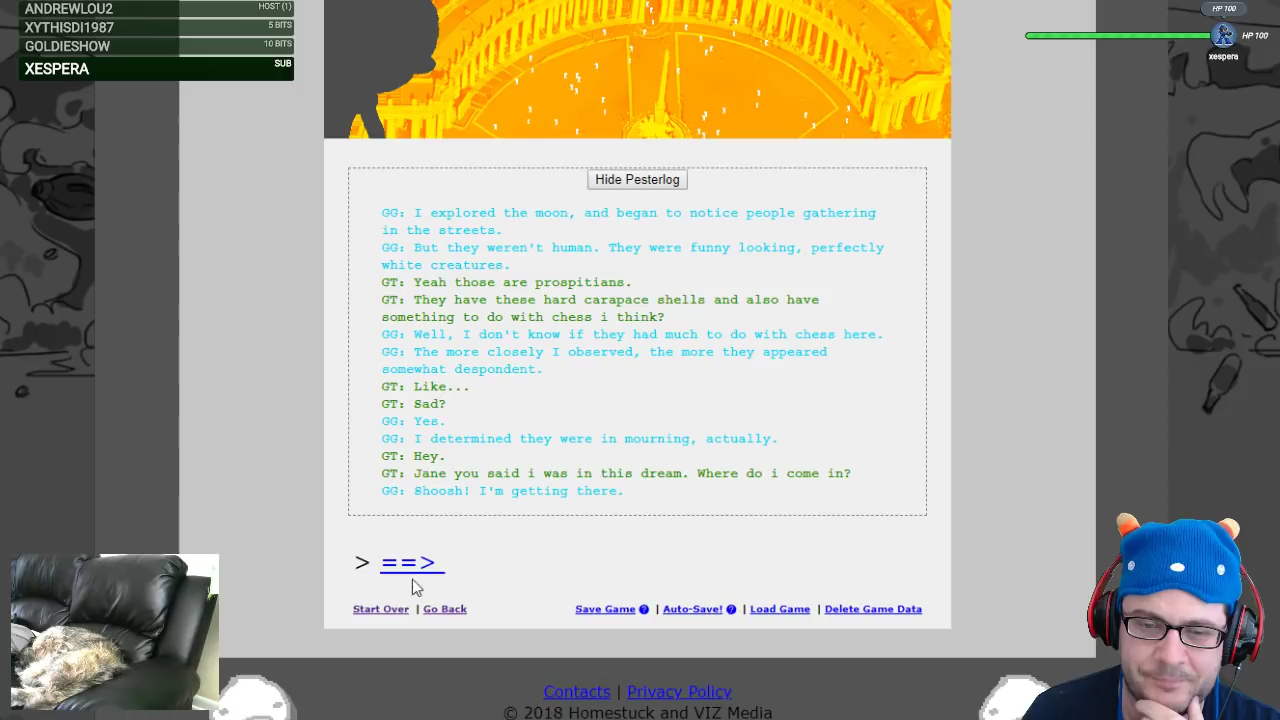 ANDREWLOU2 HOST (1)
XYTHISDI1987 5 BITS
GOLDIESHOW 10 BITS
XESPERA SUB
HP 100
HP 100
xespera
Hide Pesterlog
GG: I explored the moon, and began to notice people gathering
in the streets.
GG: But they weren't human. They were funny looking, perfectly
white creatures.
GT: Yeah those are prospitians.
GT: They have these hard carapace shells and also have
something to do with chess i think?
GG: Well, I don't know if they had much to do with chess here.
GG: The more closely I observed, the more they appeared
somewhat despondent.
GT: Like...
GT: Sad?
GG: Yes.
GG: I determined they were in mourning, actually.
GT: Hey.
GT: Jane you said i was in this dream. Where do i come in?
GG: Shoosh! I'm getting there.
> ==>
Start Over | Go Back Save Game ? | Auto-Save! ? | Load Game | Delete Game Data
Contacts | Privacy Policy
© 2018 Homestuck and VIZ Media